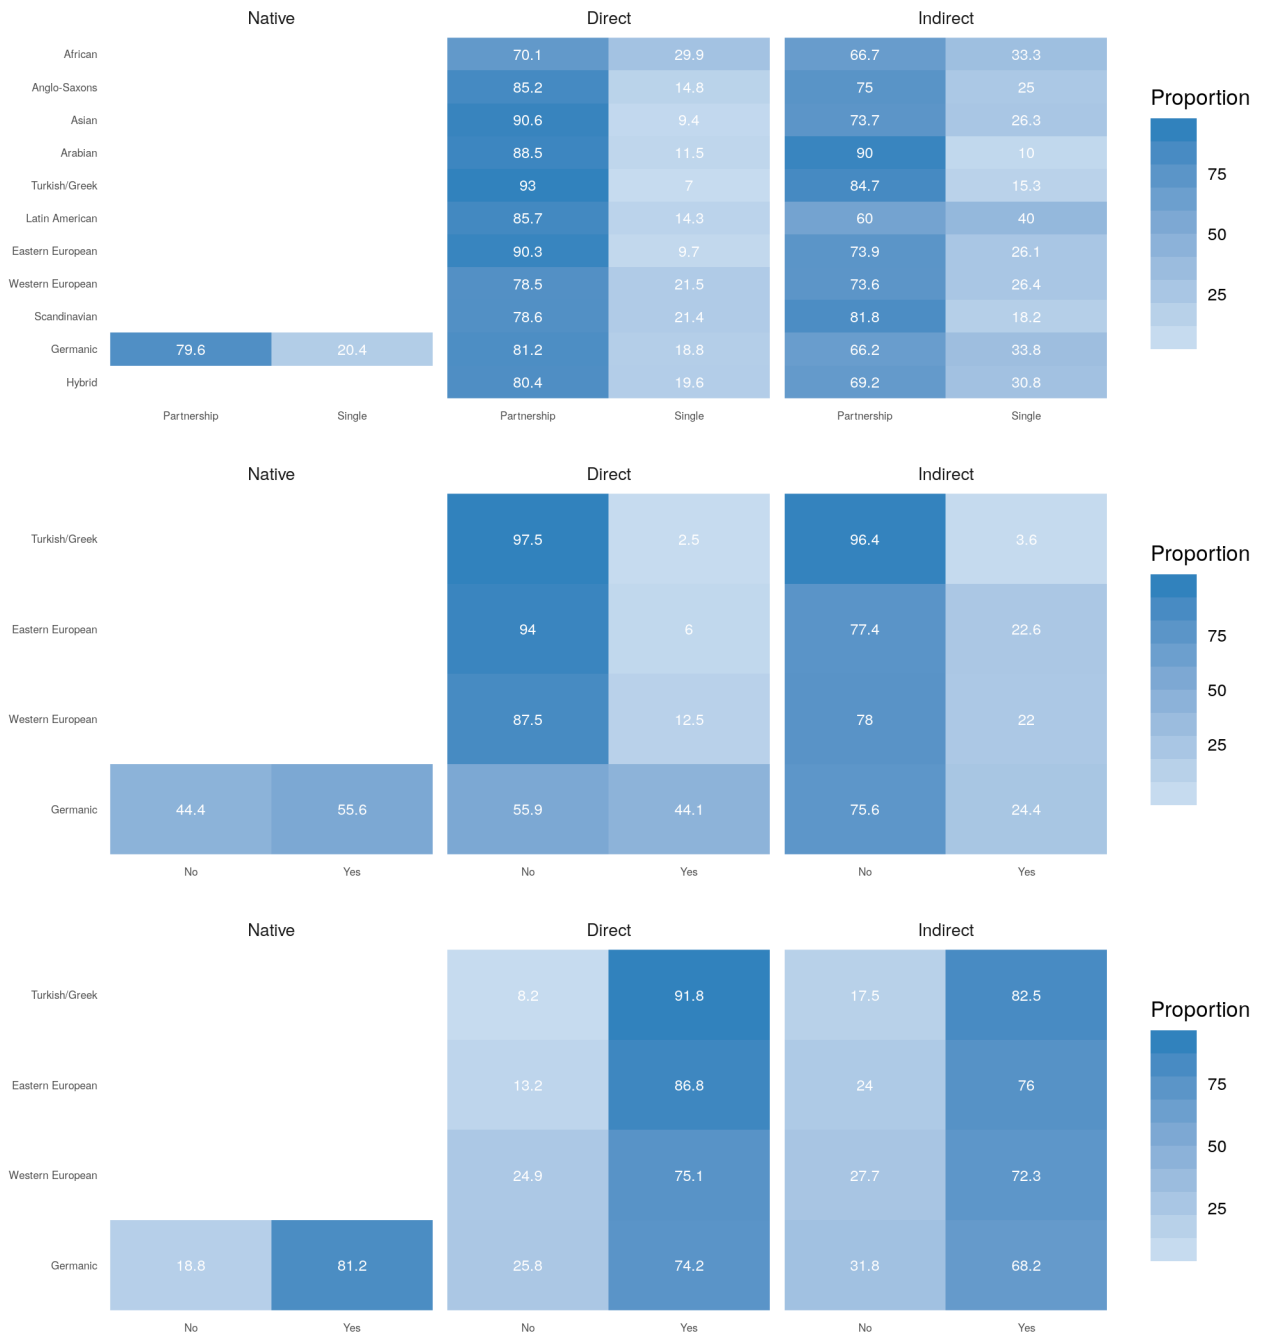 Native Direct Indirect
African 70.1 29.9 66.7 33.3
Anglo-Saxons 85.2 14.8 75 25
Asian 90.6 9.4 73.7 26.3
Arabian 88.5 11.5 90 10
Turkish/Greek 93 7 84.7 15.3
Latin American 85.7 14.3 60 40
Eastern European 90.3 9.7 73.9 26.1
Western European 78.5 21.5 73.6 26.4
Scandinavian 78.6 21.4 81.8 18.2
Germanic 79.6 20.4 81.2 18.8 66.2 33.8
Hybrid 80.4 19.6 69.2 30.8
Partnership Single Partnership Single Partnership Single
Proportion
75
50
25
Native Direct Indirect
Turkish/Greek 97.5 2.5 96.4 3.6
Eastern European 94 6 77.4 22.6
Western European 87.5 12.5 78 22
Germanic 44.4 55.6 55.9 44.1 75.6 24.4
No Yes No Yes No Yes
Proportion
75
50
25
Native Direct Indirect
Turkish/Greek 8.2 91.8 17.5 82.5
Eastern European 13.2 86.8 24 76
Western European 24.9 75.1 27.7 72.3
Germanic 18.8 81.2 25.8 74.2 31.8 68.2
No Yes No Yes No Yes
Proportion
75
50
25